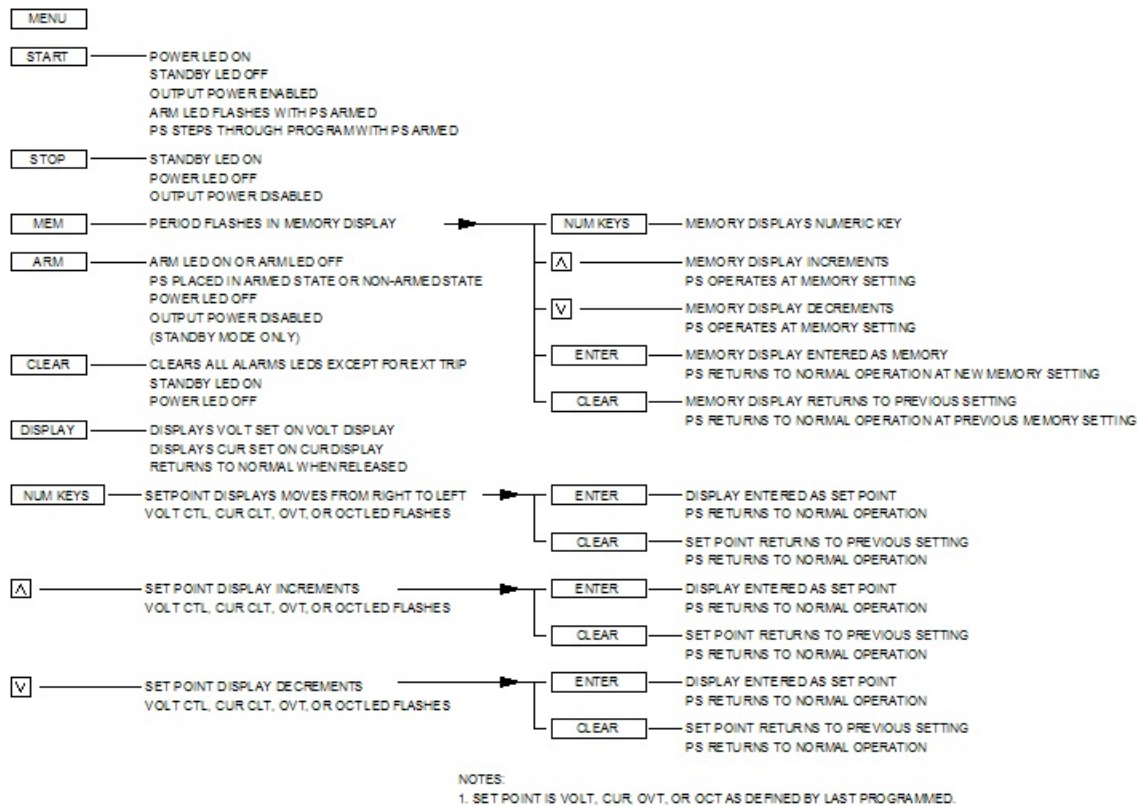 MENU
START POWER LED ON
STANDBY LED OFF
OUTPUT POWER ENABLED
ARM LED FLASHES WITH PS ARMED
PS STEPS THROUGH PROGRAM WITH PS ARMED
STOP STANDBY LED ON
POWER LED OFF
OUTPUT POWER DISABLED
MEM PERIOD FLASHES IN MEMORY DISPLAY
NUM KEYS MEMORY DISPLAYS NUMERIC KEY
Λ MEMORY DISPLAY INCREMENTS
PS OPERATES AT MEMORY SETTING
V MEMORY DISPLAY DECREMENTS
PS OPERATES AT MEMORY SETTING
ENTER MEMORY DISPLAY ENTERED AS MEMORY
PS RETURNS TO NORMAL OPERATION AT NEW MEMORY SETTING
CLEAR MEMORY DISPLAY RETURNS TO PREVIOUS SETTING
PS RETURNS TO NORMAL OPERATION AT PREVIOUS MEMORY SETTING
ARM ARM LED ON OR ARM LED OFF
PS PLACED IN ARMED STATE OR NON-ARMED STATE
POWER LED OFF
OUTPUT POWER DISABLED
(STANDBY MODE ONLY)
CLEAR CLEARS ALL ALARMS LEDS EXCEPT FOR EXT TRIP
STANDBY LED ON
POWER LED OFF
DISPLAY DISPLAYS VOLT SET ON VOLT DISPLAY
DISPLAYS CUR SET ON CUR DISPLAY
RETURNS TO NORMAL WHEN RELEASED
NUM KEYS SETPOINT DISPLAYS MOVES FROM RIGHT TO LEFT
VOLT CTL, CUR CLT, OVT, OR OCT LED FLASHES
ENTER DISPLAY ENTERED AS SET POINT
PS RETURNS TO NORMAL OPERATION
CLEAR SET POINT RETURNS TO PREVIOUS SETTING
PS RETURNS TO NORMAL OPERATION
Λ SET POINT DISPLAY INCREMENTS
VOLT CTL, CUR CLT, OVT, OR OCT LED FLASHES
ENTER DISPLAY ENTERED AS SET POINT
PS RETURNS TO NORMAL OPERATION
CLEAR SET POINT RETURNS TO PREVIOUS SETTING
PS RETURNS TO NORMAL OPERATION
V SET POINT DISPLAY DECREMENTS
VOLT CTL, CUR CLT, OVT, OR OCT LED FLASHES
ENTER DISPLAY ENTERED AS SET POINT
PS RETURNS TO NORMAL OPERATION
CLEAR SET POINT RETURNS TO PREVIOUS SETTING
PS RETURNS TO NORMAL OPERATION
NOTES:
1. SET POINT IS VOLT, CUR, OVT, OR OCT AS DEFINED BY LAST PROGRAMMED.